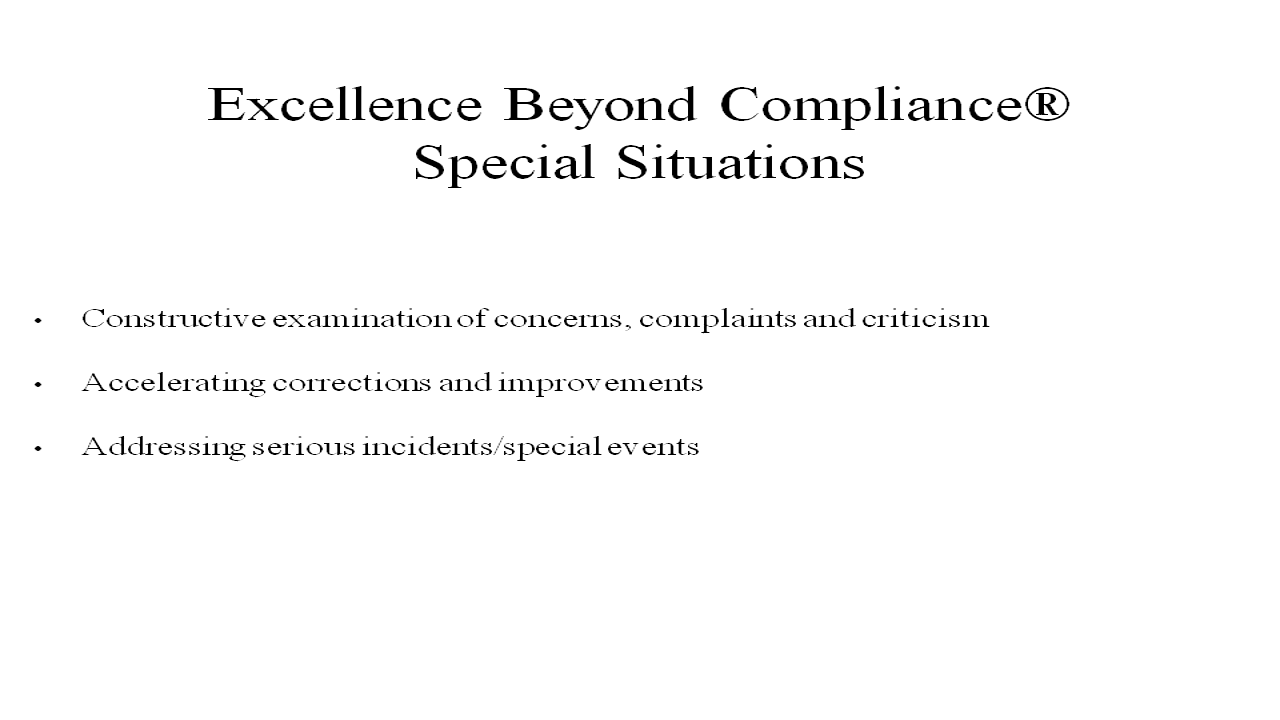 Excellence Beyond Compliance®
Special Situations
• Constructive examination of concerns, complaints and criticism
• Accelerating corrections and improvements
• Addressing serious incidents/special events